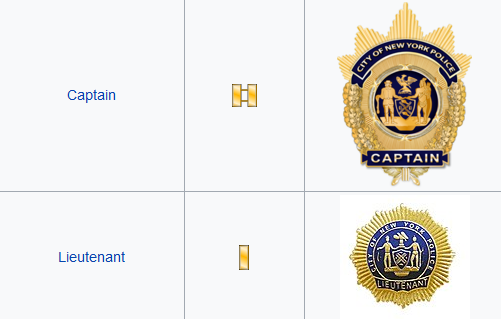 Captain
CITY OF NEW YORK POLICE
CAPTAIN
Lieutenant
CITY OF NEW YORK POLICE
LIEUTENANT